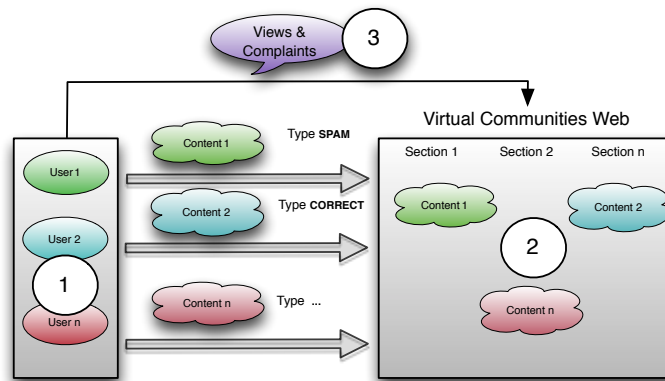 Views &
Complaints
3
Virtual Communities Web
Section 1 Section 2 Section n
User 1
Content 1
Type SPAM
Content 1
User 2
Content 2
Type CORRECT
Content 2
1
2
User n
Content n
Type ...
Content n